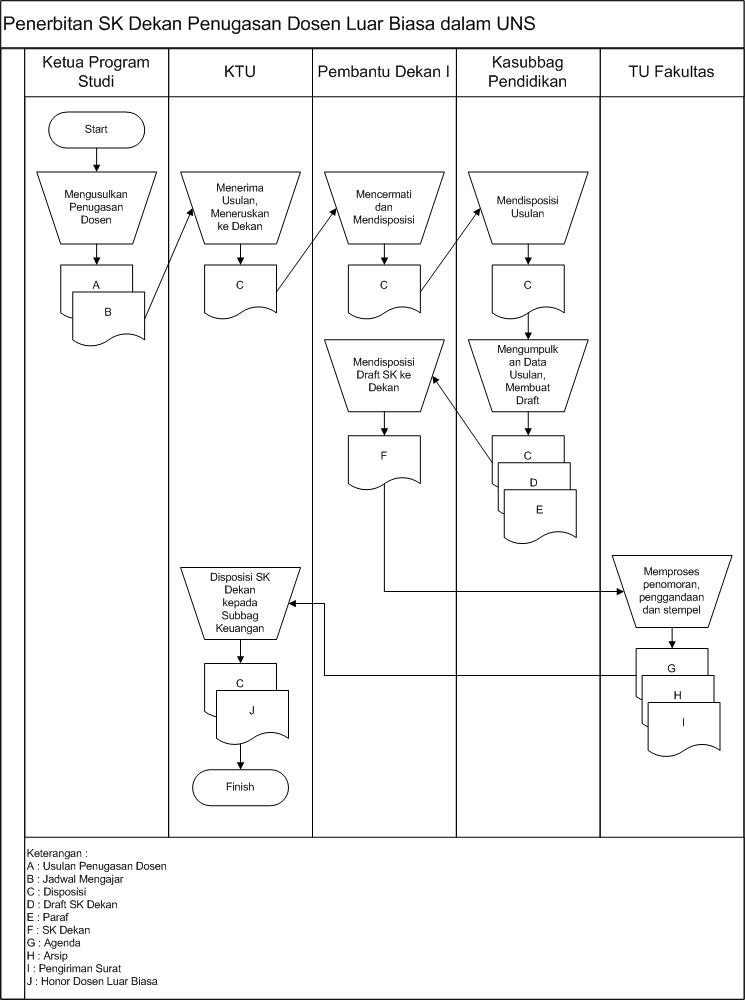 Penerbitan SK Dekan Penugasan Dosen Luar Biasa dalam UNS
Ketua Program
Studi
KTU
Pembantu Dekan I
Kasubbag
Pendidikan
TU Fakultas
Start
Mengusulkan
Penugasan
Dosen
Menerima
Usulan,
Meneruskan
ke Dekan
Mencermati
dan
Mendisposisi
Mendisposisi
Usulan
A
B
C
C
C
Mendisposisi
Draft SK ke
Dekan
Mengumpulk
an Data
Usulan,
Membuat
Draft
F
C
D
E
Memproses
penomoran,
penggandaan
dan stempel
Disposisi SK
Dekan
kepada
Subbag
Keuangan
G
H
I
C
J
Finish
Keterangan :
A : Usulan Penugasan Dosen
B : Jadwal Mengajar
C : Disposisi
D : Draft SK Dekan
E : Paraf
F : SK Dekan
G : Agenda
H : Arsip
I : Pengiriman Surat
J : Honor Dosen Luar Biasa